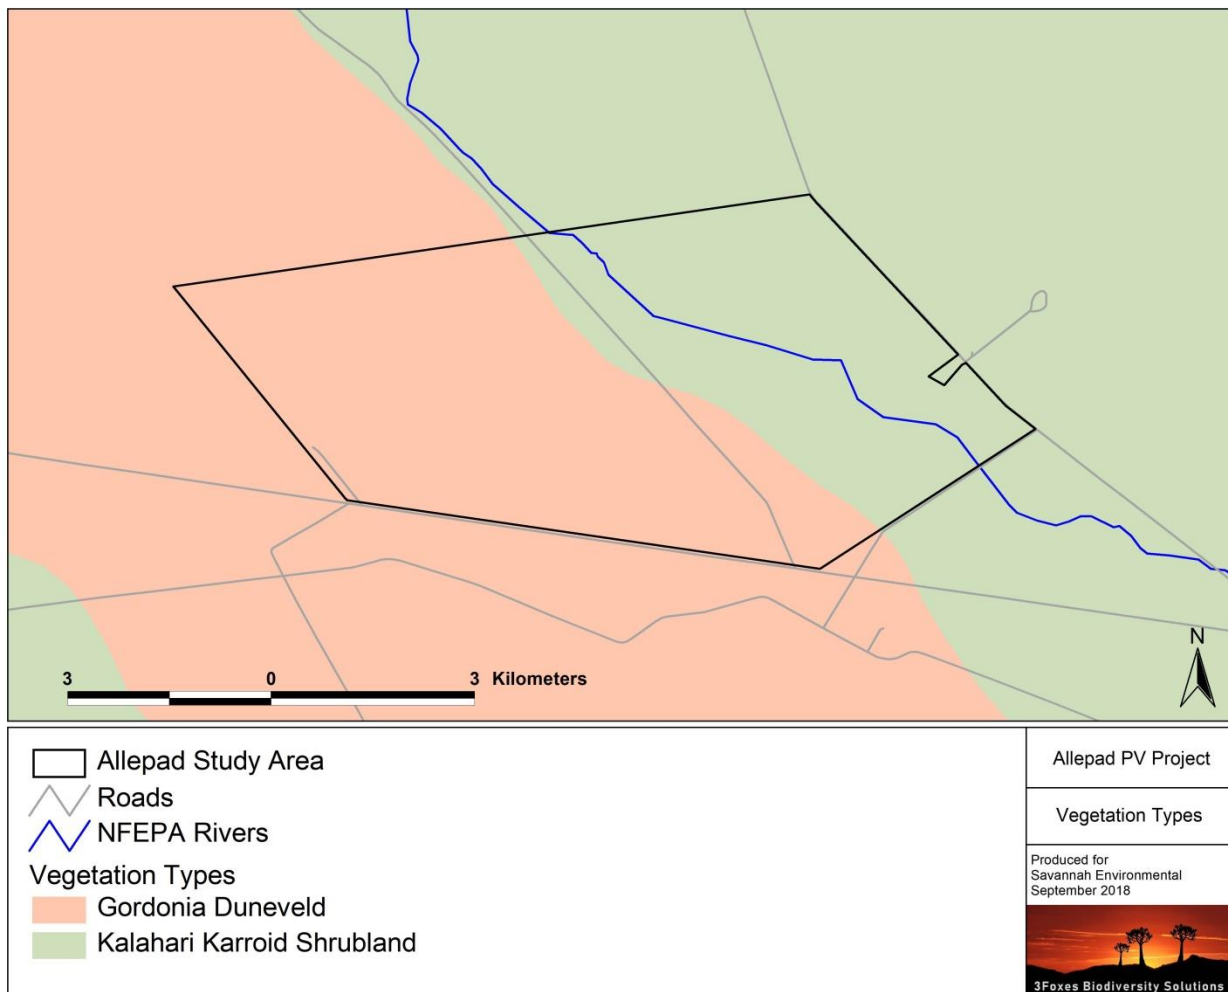 N
3 0 3 Kilometers
Allepad Study Area
Roads
NFEPA Rivers
Vegetation Types
Gordonia Duneveld
Kalahari Karroid Shrubland
Allepad PV Project
Vegetation Types
Produced for
Savannah Environmental
September 2018
3Foxes Biodiversity Solutions